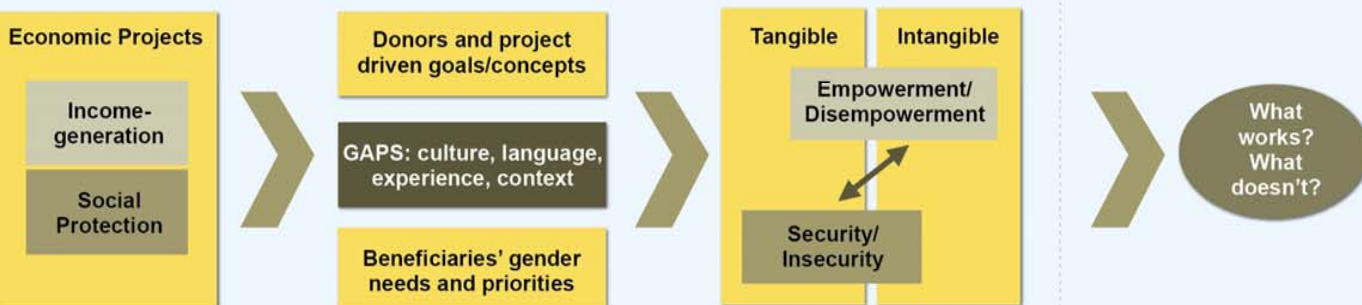 Economic Projects
Income-
generation
Social
Protection
Donors and project
driven goals/concepts
GAPS: culture, language,
experience, context
Beneficiaries’ gender
needs and priorities
Tangible
Intangible
Empowerment/
Disempowerment
Security/
Insecurity
What
works?
What
doesn’t?